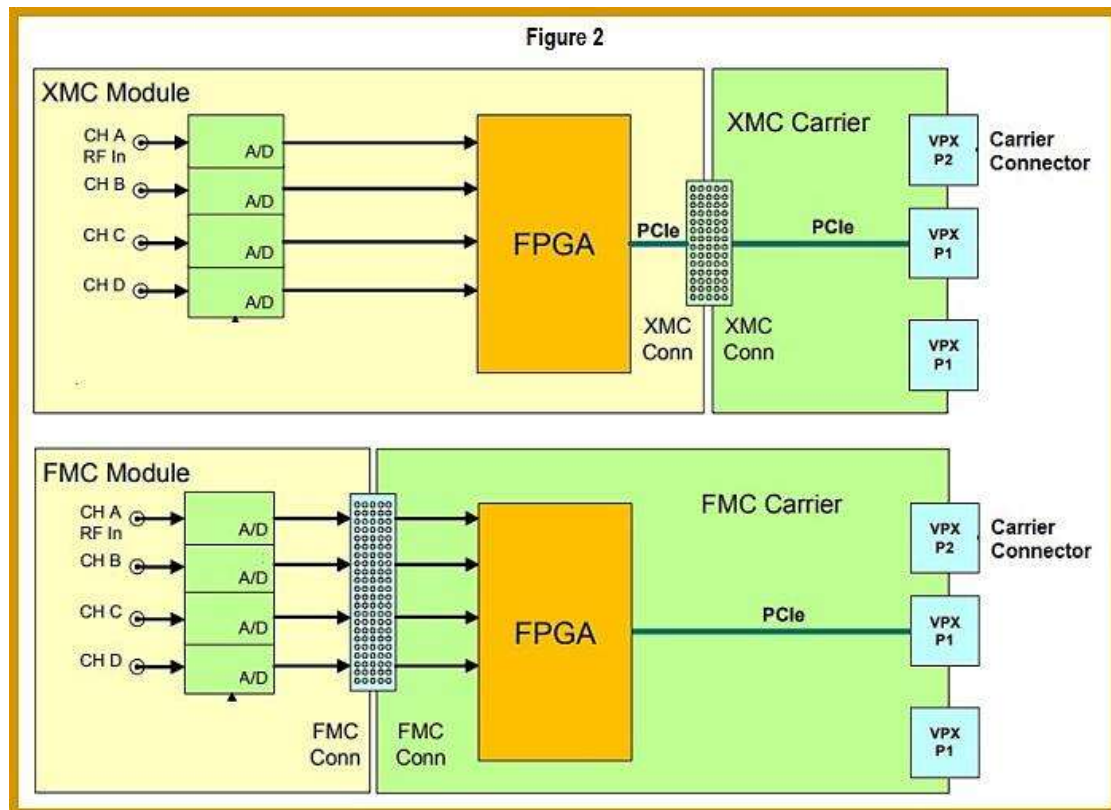 Figure 2
XMC Module
CH A
RF In
CH B
CH C
CH D
A/D
A/D
A/D
A/D
FPGA
PCIe
XMC
Conn
XMC
Conn
XMC Carrier
PCIe
VPX
P2
Carrier
Connector
VPX
P1
VPX
P1
FMC Module
CH A
RF In
CH B
CH C
CH D
A/D
A/D
A/D
A/D
FMC
Conn
FMC
Conn
FPGA
FMC Carrier
PCIe
VPX
P2
Carrier
Connector
VPX
P1
VPX
P1